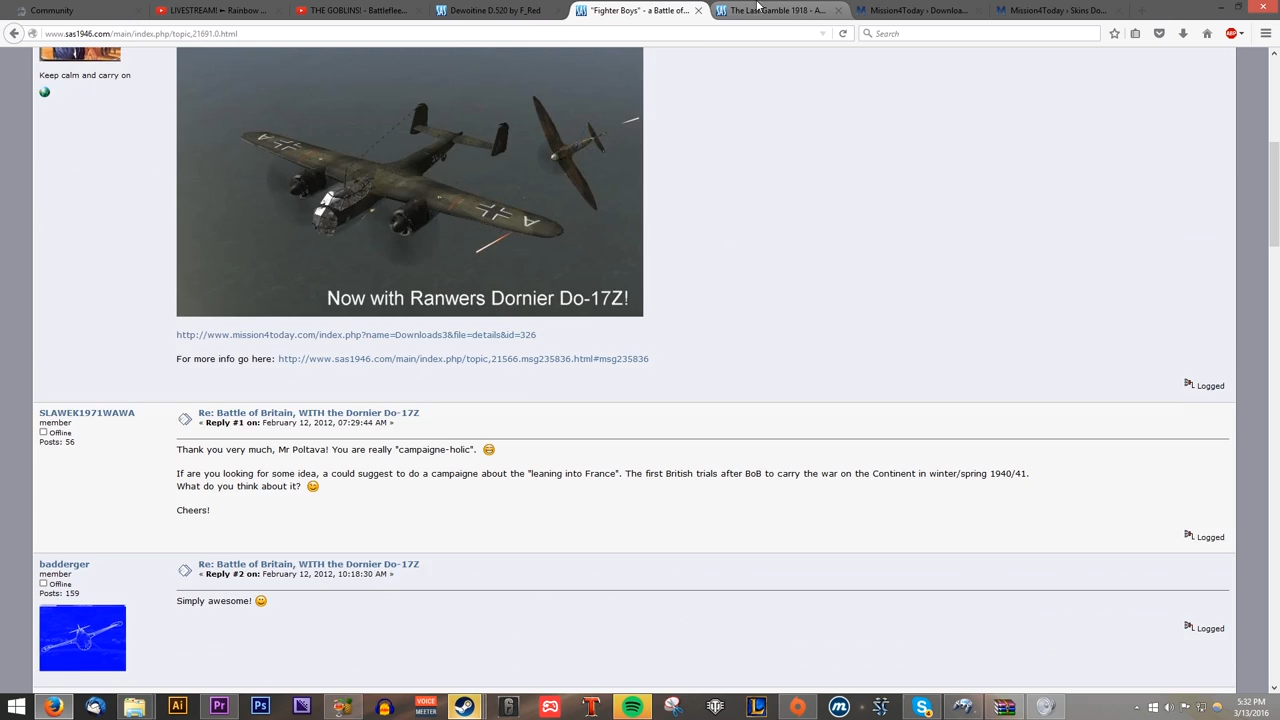 Community
LIVESTREAM! ► Rainbow ...
THE GOBLINS! - Battleflee...
Dewoitine D.520 by F_Red
"Fighter Boys" - a Battle of...
The Last Gamble 1918 - A...
Mission4Today › Downloa...
Mission4Today › Skins Do...
www.sas1946.com/main/index.php/topic,21691.0.html
Search
ABP
Keep calm and carry on
Now with Ranwers Dornier Do-17Z!
http://www.mission4today.com/index.php?name=Downloads3&file=details&id=326
For more info go here: http://www.sas1946.com/main/index.php/topic,21566.msg235836.html#msg235836
Logged
SLAWEK1971WAWA
member
Offline
Posts: 56
Re: Battle of Britain, WITH the Dornier Do-17Z
« Reply #1 on: February 12, 2012, 07:29:44 AM »
Thank you very much, Mr Poltava! You are really "campaigne-holic".
If are you looking for some idea, a could suggest to do a campaigne about the "leaning into France". The first British trials after BoB to carry the war on the Continent in winter/spring 1940/41.
What do you think about it?
Cheers!
Logged
badderger
member
Offline
Posts: 159
Re: Battle of Britain, WITH the Dornier Do-17Z
« Reply #2 on: February 12, 2012, 10:18:30 AM »
Simply awesome!
Logged
Ai
Pr
Ps
VOICE
MEETER
5:32 PM
3/13/2016